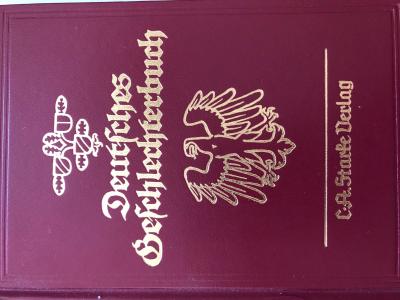 Deutsches
Geschlechterbuch
C.A. Starke Verlag